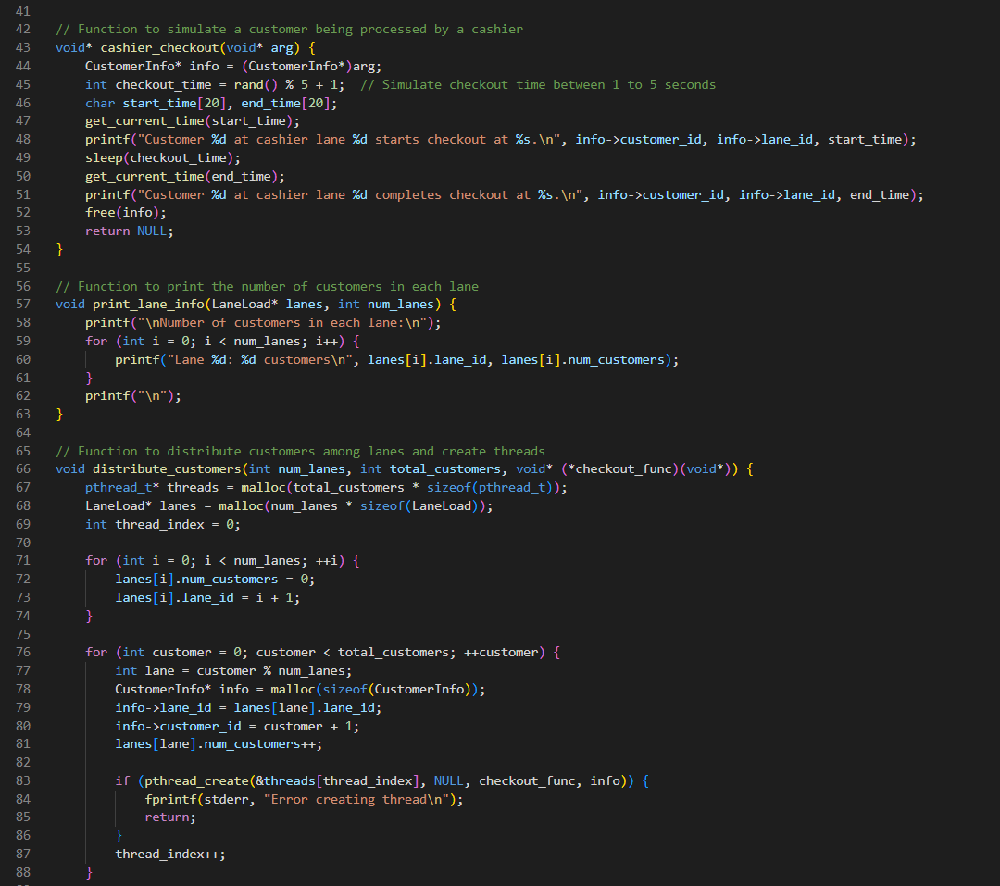 41
42 // Function to simulate a customer being processed by a cashier
43 void* cashier_checkout(void* arg) {
44     CustomerInfo* info = (CustomerInfo*)arg;
45     int checkout_time = rand() % 5 + 1;  // Simulate checkout time between 1 to 5 seconds
46     char start_time[20], end_time[20];
47     get_current_time(start_time);
48     printf("Customer %d at cashier lane %d starts checkout at %s.\n", info->customer_id, info->lane_id, start_time);
49     sleep(checkout_time);
50     get_current_time(end_time);
51     printf("Customer %d at cashier lane %d completes checkout at %s.\n", info->customer_id, info->lane_id, end_time);
52     free(info);
53     return NULL;
54 }
55
56 // Function to print the number of customers in each lane
57 void print_lane_info(LaneLoad* lanes, int num_lanes) {
58     printf("\nNumber of customers in each lane:\n");
59     for (int i = 0; i < num_lanes; i++) {
60         printf("Lane %d: %d customers\n", lanes[i].lane_id, lanes[i].num_customers);
61     }
62     printf("\n");
63 }
64
65 // Function to distribute customers among lanes and create threads
66 void distribute_customers(int num_lanes, int total_customers, void* (*checkout_func)(void*)) {
67     pthread_t* threads = malloc(total_customers * sizeof(pthread_t));
68     LaneLoad* lanes = malloc(num_lanes * sizeof(LaneLoad));
69     int thread_index = 0;
70
71     for (int i = 0; i < num_lanes; ++i) {
72         lanes[i].num_customers = 0;
73         lanes[i].lane_id = i + 1;
74     }
75
76     for (int customer = 0; customer < total_customers; ++customer) {
77         int lane = customer % num_lanes;
78         CustomerInfo* info = malloc(sizeof(CustomerInfo));
79         info->lane_id = lanes[lane].lane_id;
80         info->customer_id = customer + 1;
81         lanes[lane].num_customers++;
82
83         if (pthread_create(&threads[thread_index], NULL, checkout_func, info)) {
84             fprintf(stderr, "Error creating thread\n");
85             return;
86         }
87         thread_index++;
88     }